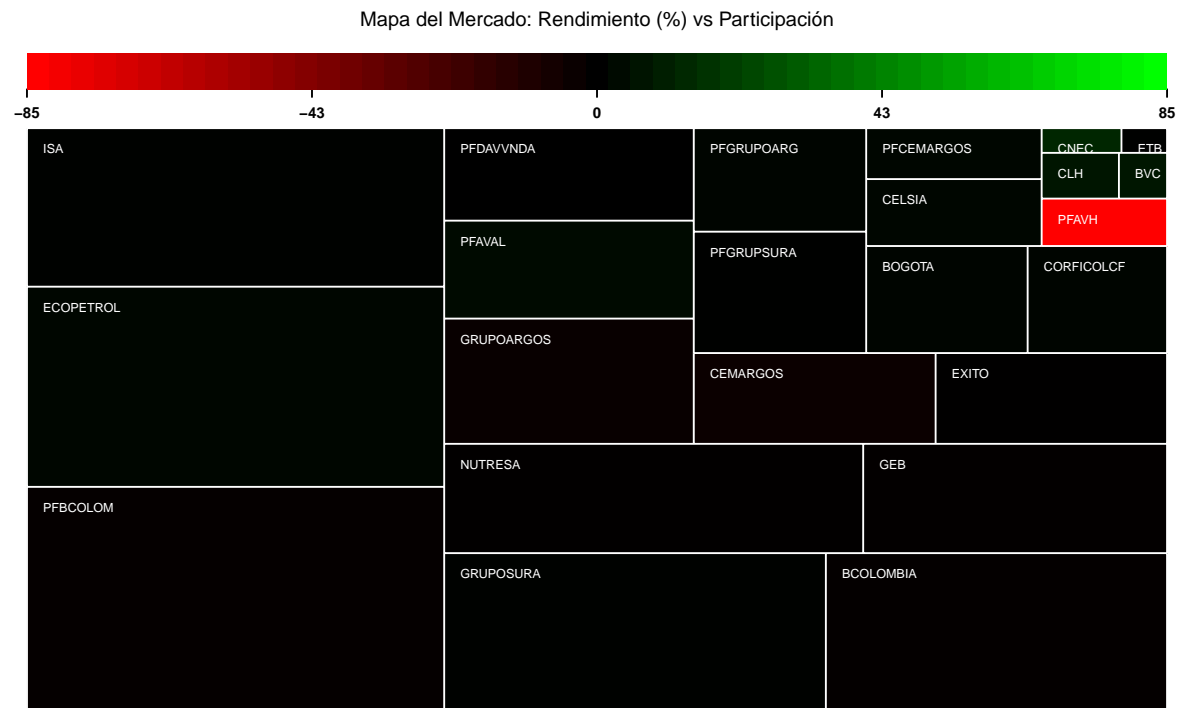 Mapa del Mercado: Rendimiento (%) vs Participación
−85 −43 0 43 85
ISA
ECOPETROL
PFBCOLOM
PFDAVVNDA
PFAVAL
GRUPOARGOS
NUTRESA
GRUPOSURA
PFGRUPOARG
PFGRUPSURA
CEMARGOS
EXITO
GEB
BCOLOMBIA
PFCEMARGOS
CELSIA
BOGOTA
CORFICOLCF
CNEC
ETB
CLH
BVC
PFAVH